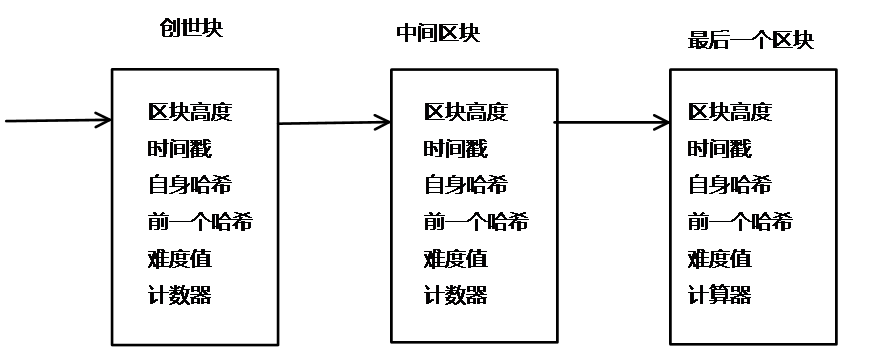 创世块
区块高度
时间戳
自身哈希
前一个哈希
难度值
计数器
中间区块
区块高度
时间戳
自身哈希
前一个哈希
难度值
计数器
最后一个区块
区块高度
时间戳
自身哈希
前一个哈希
难度值
计算器